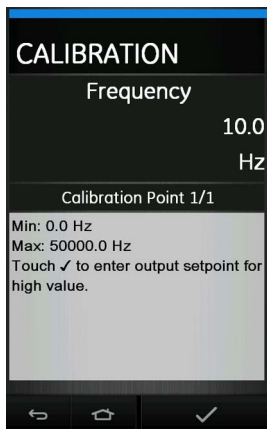 CALIBRATION
Frequency
10.0
Hz
Calibration Point 1/1
Min: 0.0 Hz
Max: 50000.0 Hz
Touch ✓ to enter output setpoint for
high value.